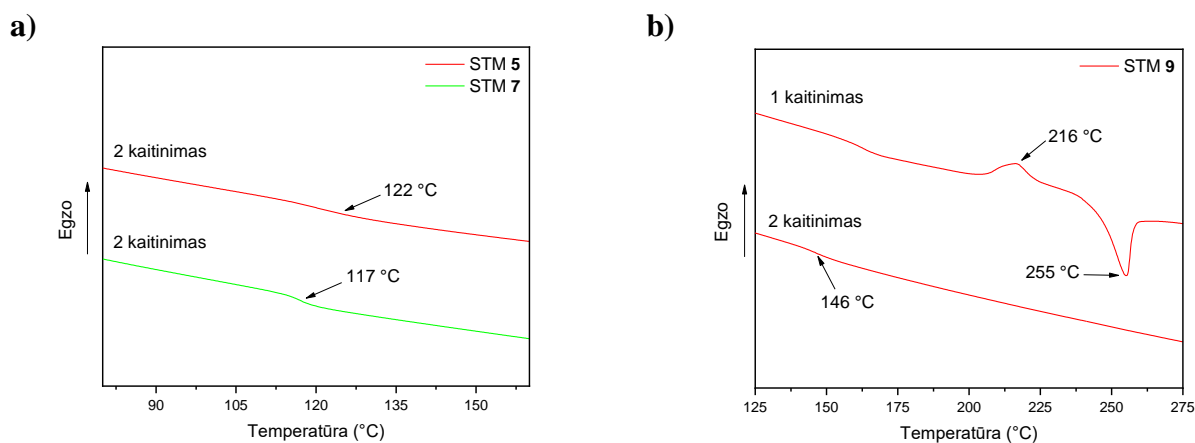 a)
STM 5
STM 7
2 kaitinimas
122 °C
2 kaitinimas
117 °C
Egzo
90 105 120 135 150
Temperatūra (°C)
b)
STM 9
1 kaitinimas
216 °C
2 kaitinimas
146 °C
255 °C
Egzo
125 150 175 200 225 250 275
Temperatūra (°C)